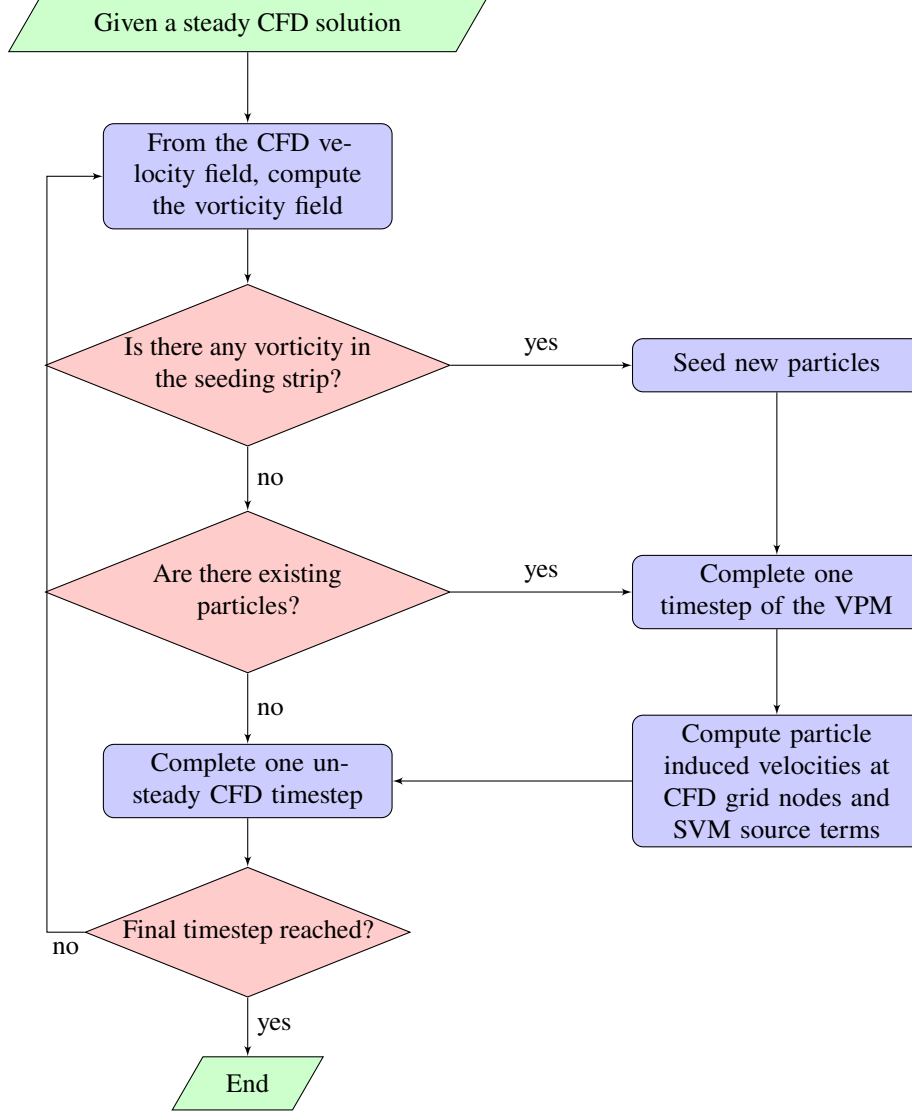 Given a steady CFD solution
From the CFD ve-
locity field, compute
the vorticity field
Is there any vorticity in
the seeding strip?
yes
Seed new particles
no
Are there existing
particles?
yes
Complete one
timestep of the VPM
no
Complete one un-
steady CFD timestep
Compute particle
induced velocities at
CFD grid nodes and
SVM source terms
Final timestep reached?
no
yes
End